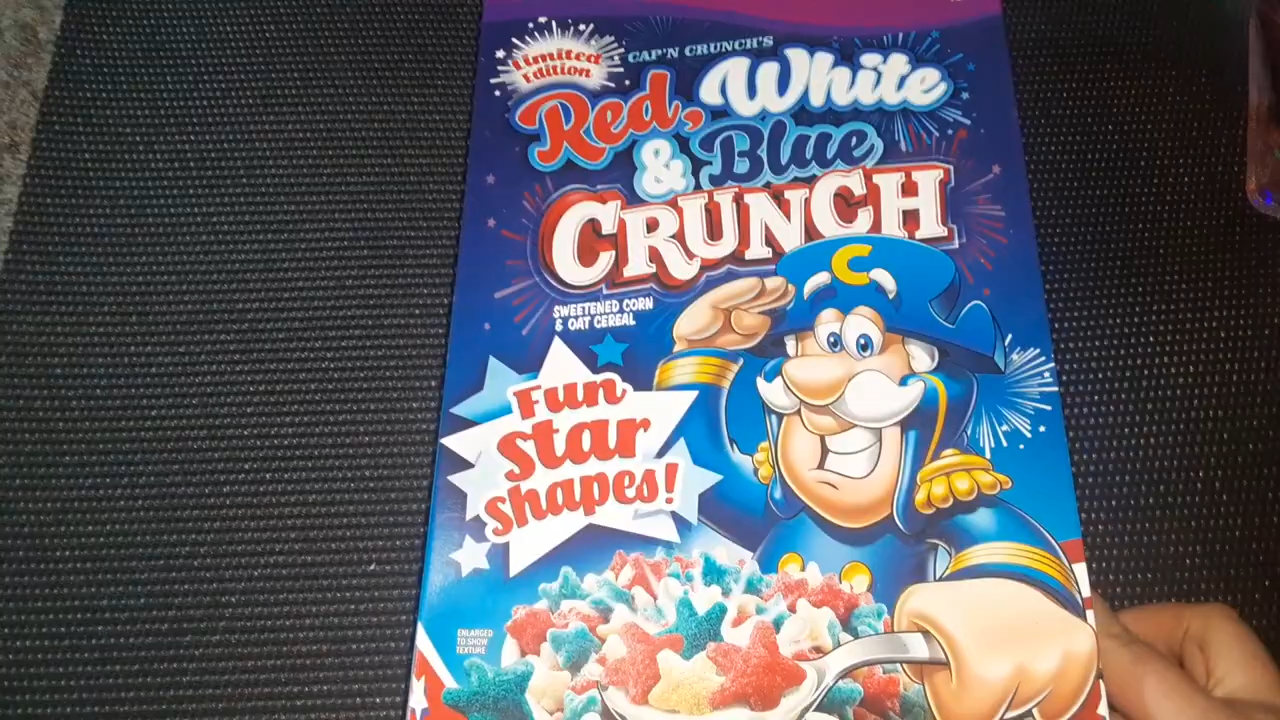 Limited
Edition
CAP'N CRUNCH'S
Red, White
& Blue
CRUNCH
SWEETENED CORN
& OAT CEREAL
C
Fun
star
shapes!
ENLARGED
TO SHOW
TEXTURE